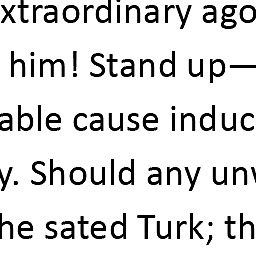 xtraordinary ago
him! Stand up—
able cause induc
y. Should any unv
he sated Turk; th